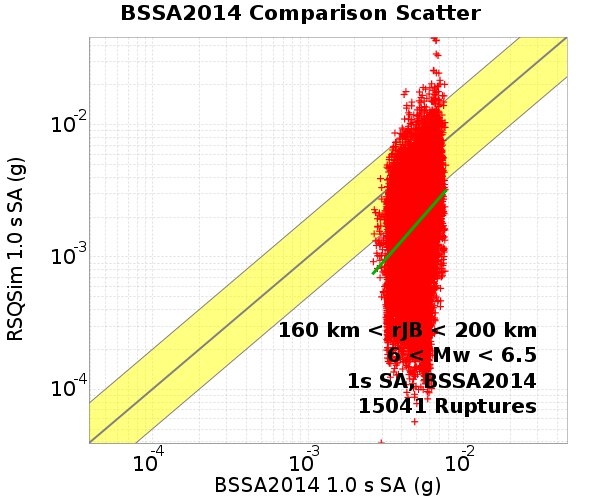 BSSA2014 Comparison Scatter
RSQSim 1.0 s SA (g)
10-2
10-3
10-4
160 km < rJB < 200 km
6 < Mw < 6.5
1s SA, BSSA2014
15041 Ruptures
10-4 10-3 10-2
BSSA2014 1.0 s SA (g)